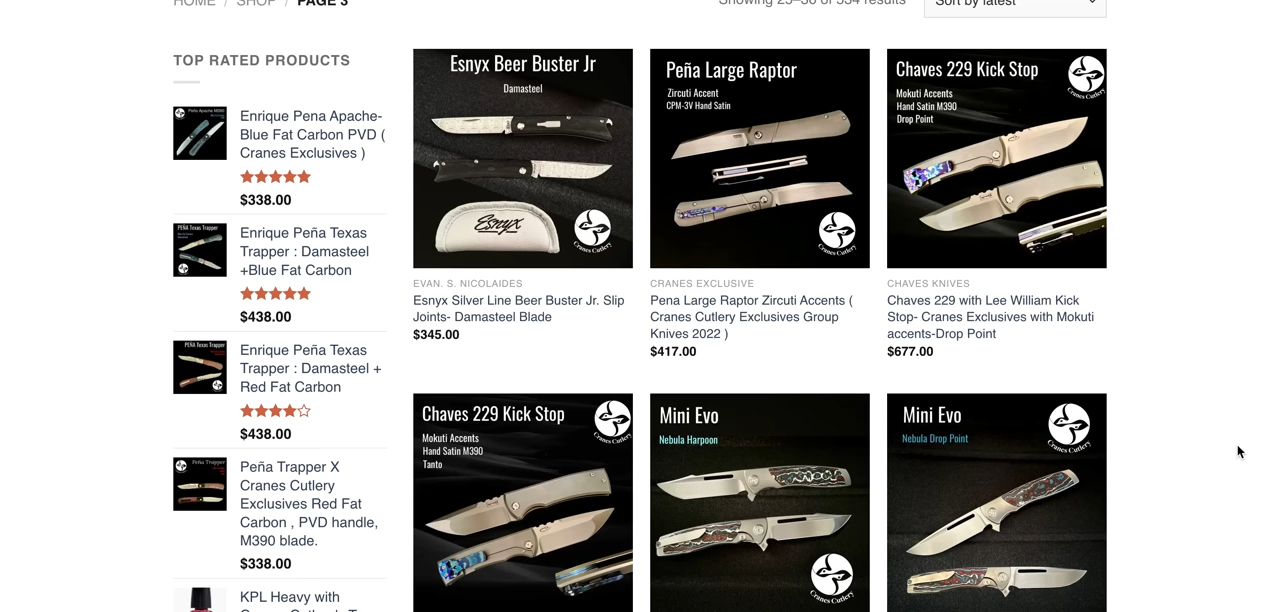 HOME / SHOP / PAGE 3
Showing 25–36 of 554 results
Sort by latest
TOP RATED PRODUCTS
Enrique Pena Apache-
Blue Fat Carbon PVD (
Cranes Exclusives )
$338.00
Enrique Peña Texas
Trapper : Damasteel
+Blue Fat Carbon
$438.00
Enrique Peña Texas
Trapper : Damasteel +
Red Fat Carbon
$438.00
Peña Trapper X
Cranes Cutlery
Exclusives Red Fat
Carbon , PVD handle,
M390 blade.
$338.00
KPL Heavy with
Esnyx Beer Buster Jr
Damasteel
Esnyx
Cranes Cutlery
EVAN. S. NICOLAIDES
Esnyx Silver Line Beer Buster Jr. Slip
Joints- Damasteel Blade
$345.00
Peña Large Raptor
Zircuti Accent
CPM-3V Hand Satin
Cranes Cutlery
CRANES EXCLUSIVE
Pena Large Raptor Zircuti Accents (
Cranes Cutlery Exclusives Group
Knives 2022 )
$417.00
Chaves 229 Kick Stop
Mokuti Accents
Hand Satin M390
Drop Point
Cranes Cutlery
CHAVES KNIVES
Chaves 229 with Lee William Kick
Stop- Cranes Exclusives with Mokuti
accents-Drop Point
$677.00
Chaves 229 Kick Stop
Mokuti Accents
Hand Satin M390
Tanto
Cranes Cutlery
Mini Evo
Nebula Harpoon
Cranes Cutlery
Mini Evo
Nebula Drop Point
Cranes Cutlery